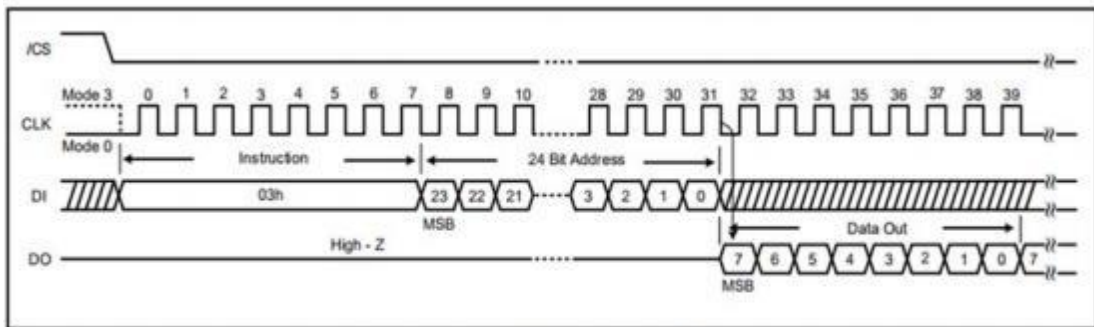 /CS
Mode 3 0 1 2 3 4 5 6 7 8 9 10 28 29 30 31 32 33 34 35 36 37 38 39
CLK
Mode 0
Instruction 24 Bit Address
DI 03h 23 22 21 3 2 1 0
MSB
Data Out
High - Z
DO 7 6 5 4 3 2 1 0 7
MSB